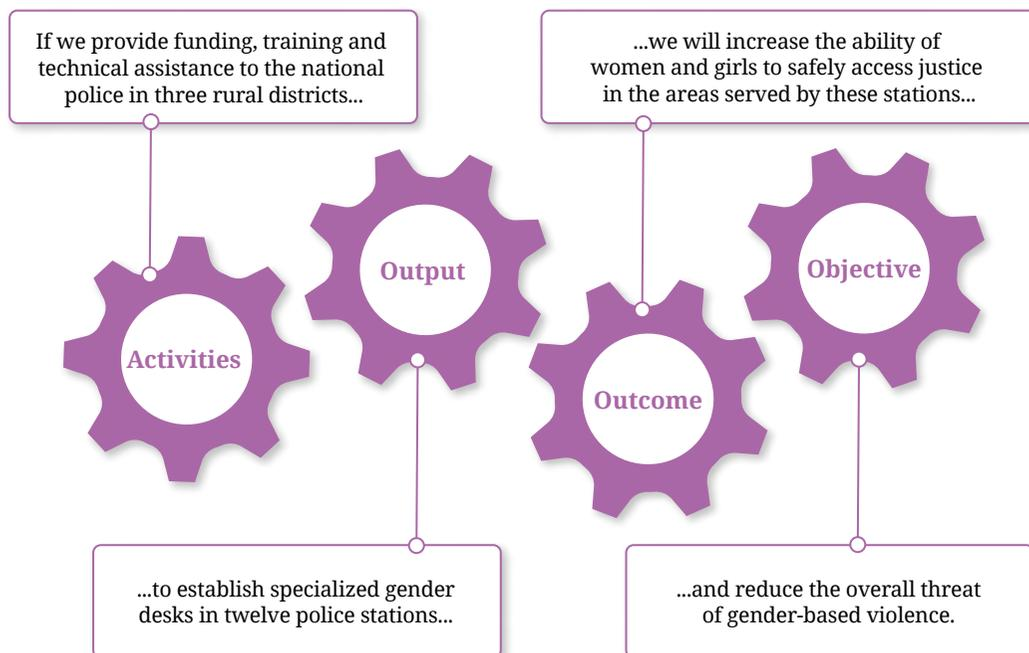 If we provide funding, training and
technical assistance to the national
police in three rural districts...
...we will increase the ability of
women and girls to safely access justice
in the areas served by these stations...
Activities
Output
Outcome
Objective
...to establish specialized gender
desks in twelve police stations...
...and reduce the overall threat
of gender-based violence.